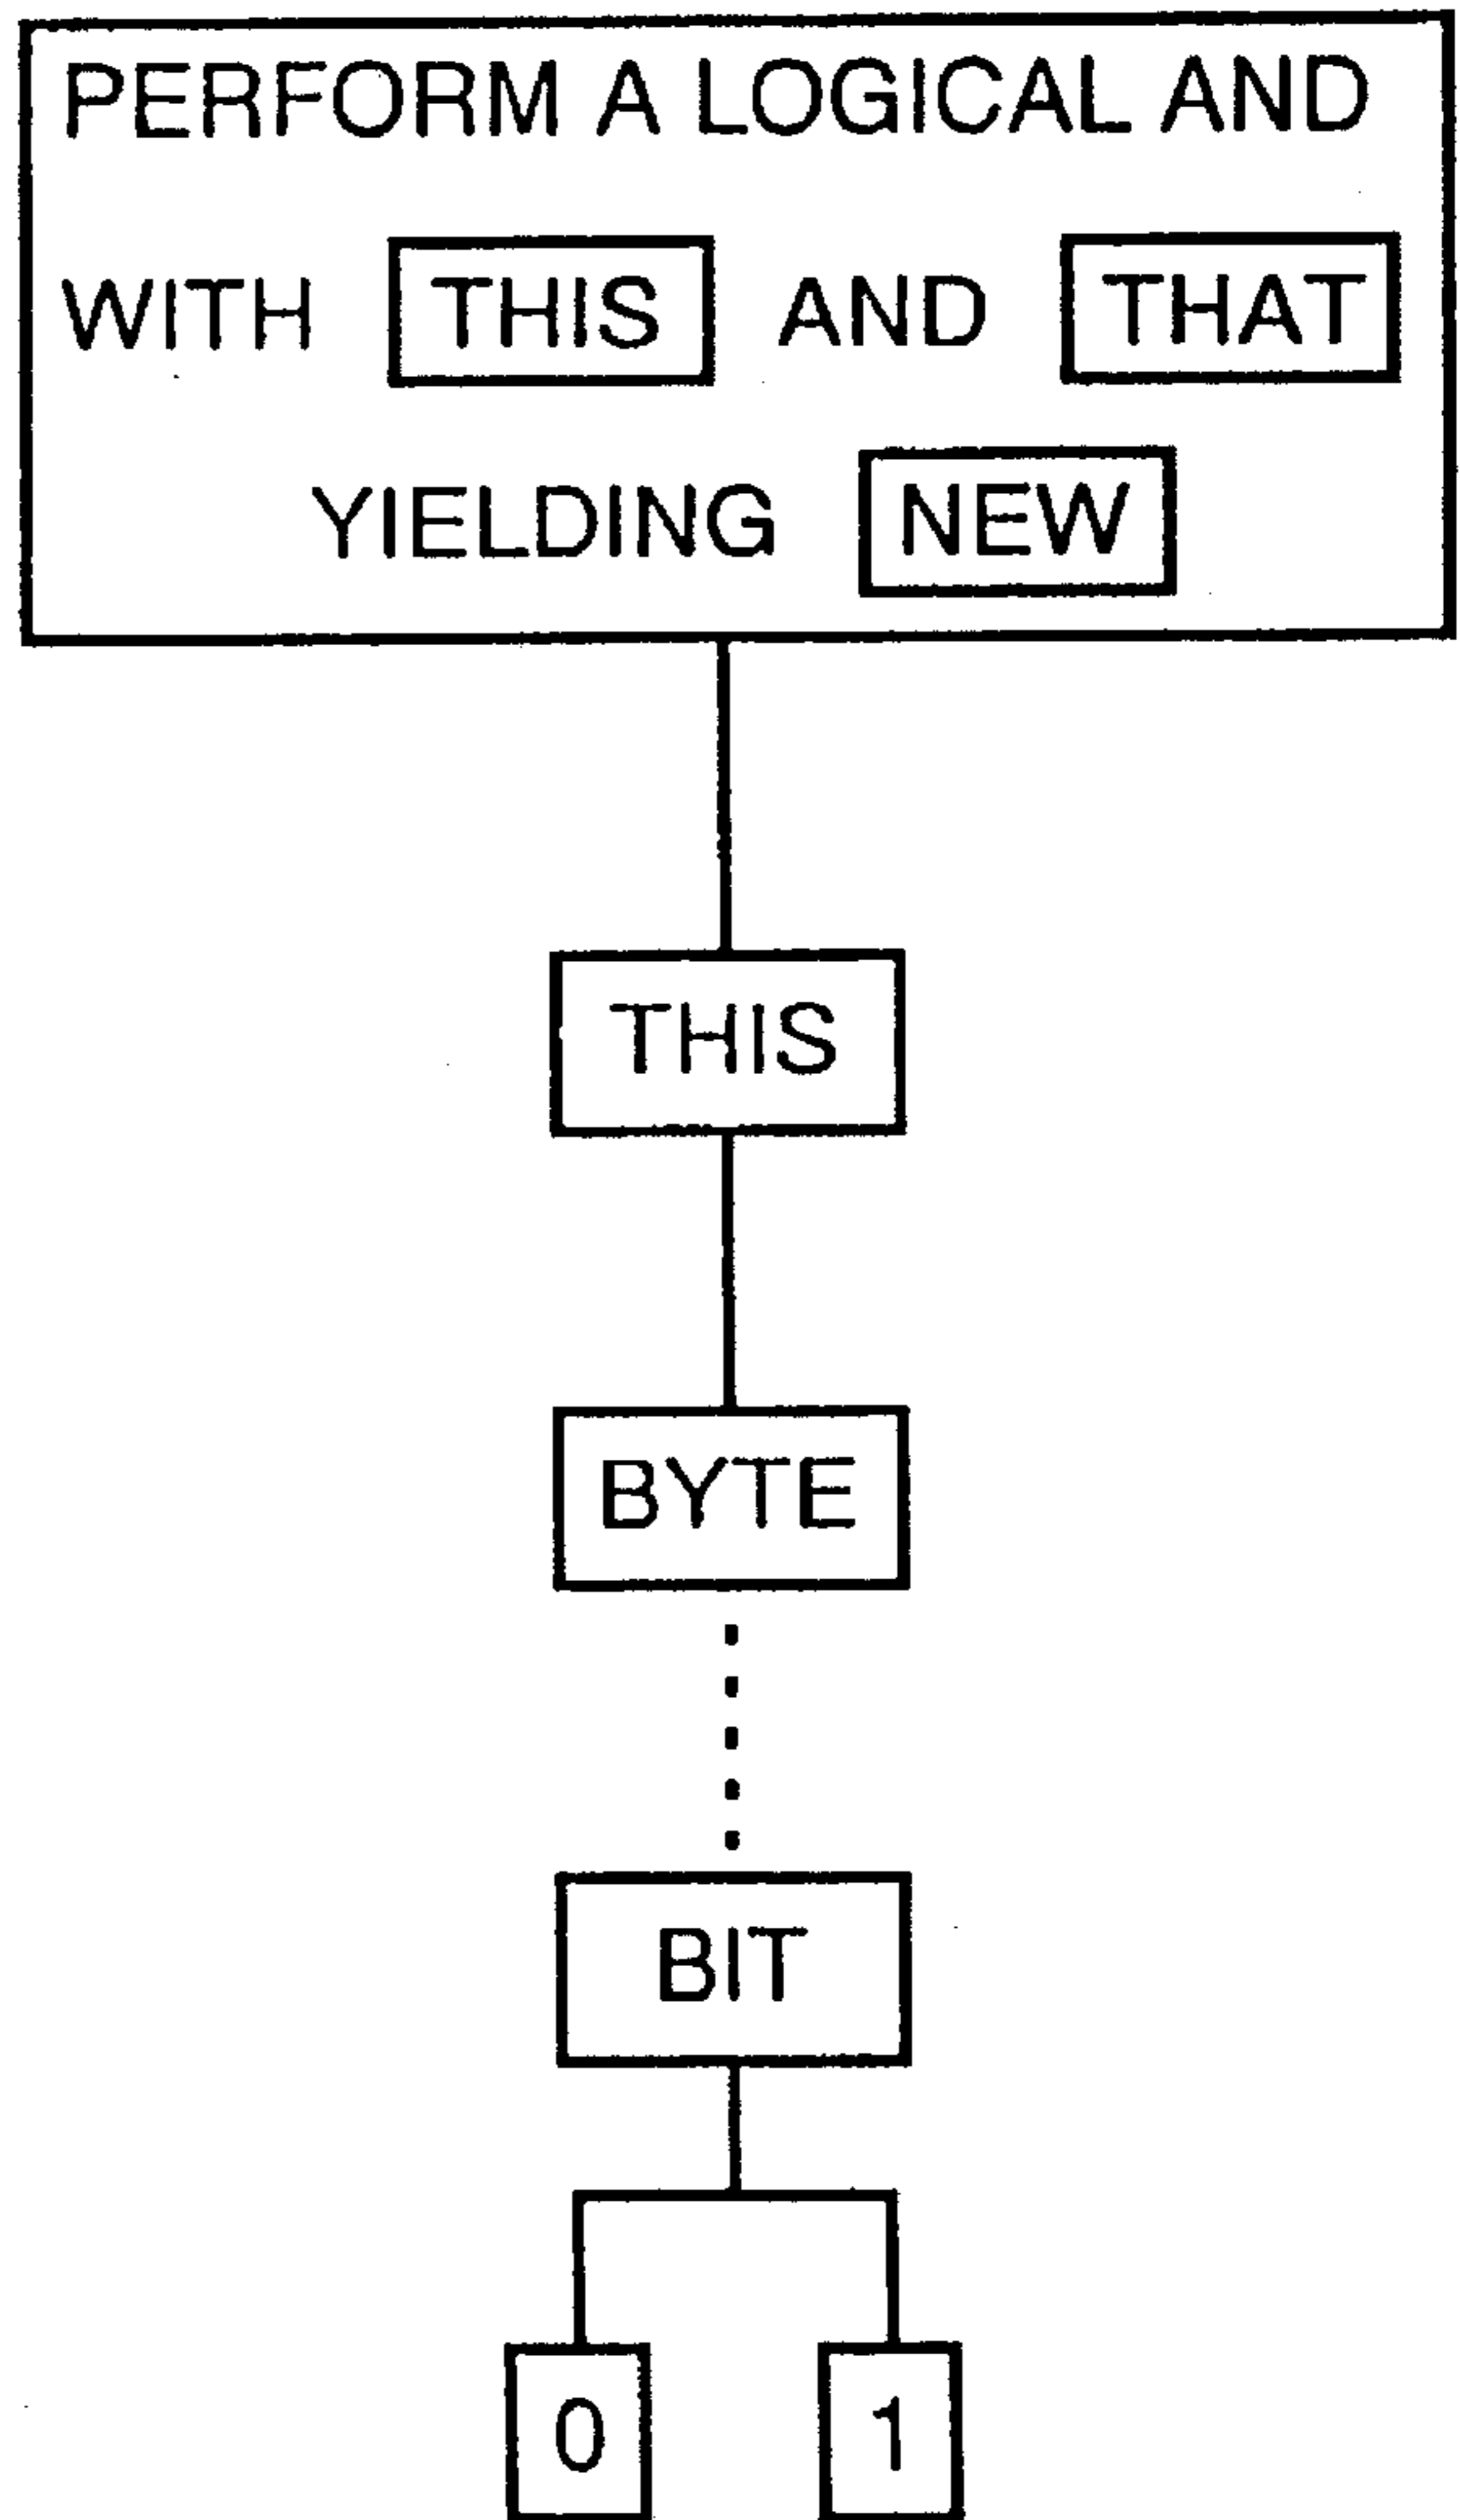 PERFORM A LOGICAL AND
WITH THIS AND THAT
YIELDING NEW
THIS
BYTE
BIT
0 1